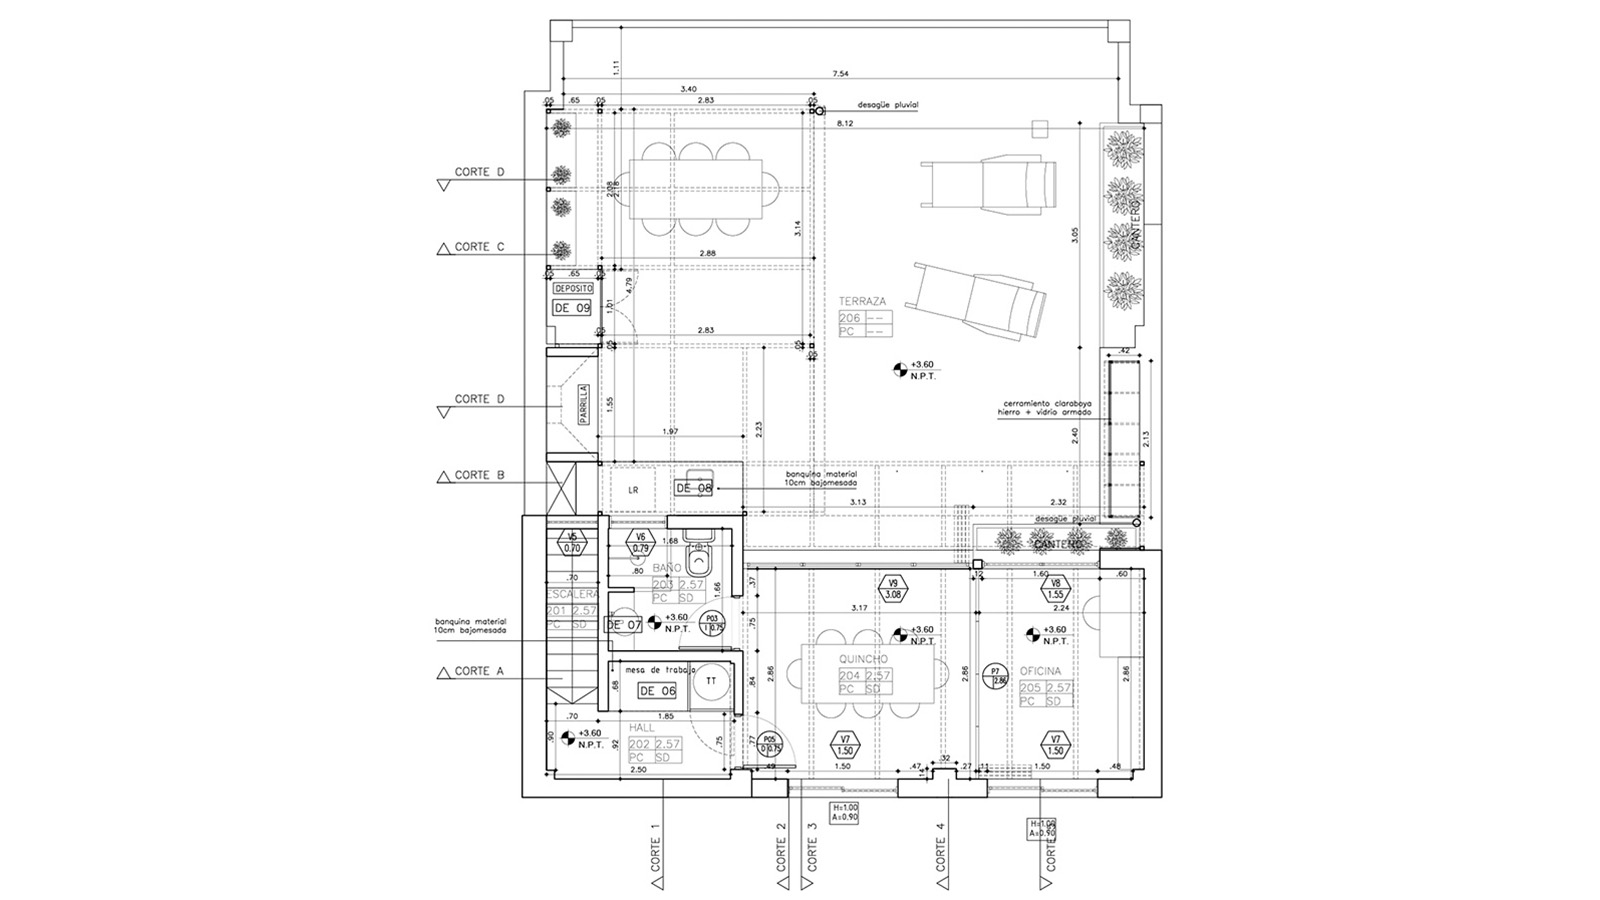 1.11
7.54
3.40
.05 .65 .05 2.83 .05
desagüe pluvial
8.12
CORTE D
2.08
2.18
CANTERO
3.14
3.05
CORTE C
2.88
.05 .65 .05
DEPOSITO
4.79
DE 09
1.01
TERRAZA
206 --
PC --
.05 2.83
.05 .05
.05
.42
+3.60
N.P.T.
CORTE D
PARRILLA
1.55
cerramiento claraboya
hierro + vidrio armado
1.97
2.23
2.40
2.13
CORTE B
banquina material
10cm bajomesada
LR
DE 08
3.13
2.32
desagüe pluvial
CANTERO
V5
0.70
V6
0.79
1.68
.70
.80
BAÑO
203 2.57
PC SD
1.66
.37
.12
1.60
.60
V9
3.08
V8
1.55
ESCALERA
201 2.57
PC SD
3.17
2.24
banquina material
10cm bajomesada
DE 07
+3.60
N.P.T.
P03
I 0.75
.75
+3.60
N.P.T.
+3.60
N.P.T.
CORTE A
mesa de trabajo
TT
.68
DE 06
.84
2.86
QUINCHO
204 2.57
PC SD
2.86
P7
2.86
OFICINA
205 2.57
PC SD
2.86
.70
1.85
HALL
202 2.57
PC SD
.90
+3.60
N.P.T.
.92
.75
.77
P05
D 0.75
V7
1.50
V7
1.50
2.50
.49
1.50
.47
.14
.32
.27
.11
1.50
.48
H=1.00
A=0.90
H=1.00
A=0.90
CORTE 1
CORTE 2
CORTE 3
CORTE 4
CORTE